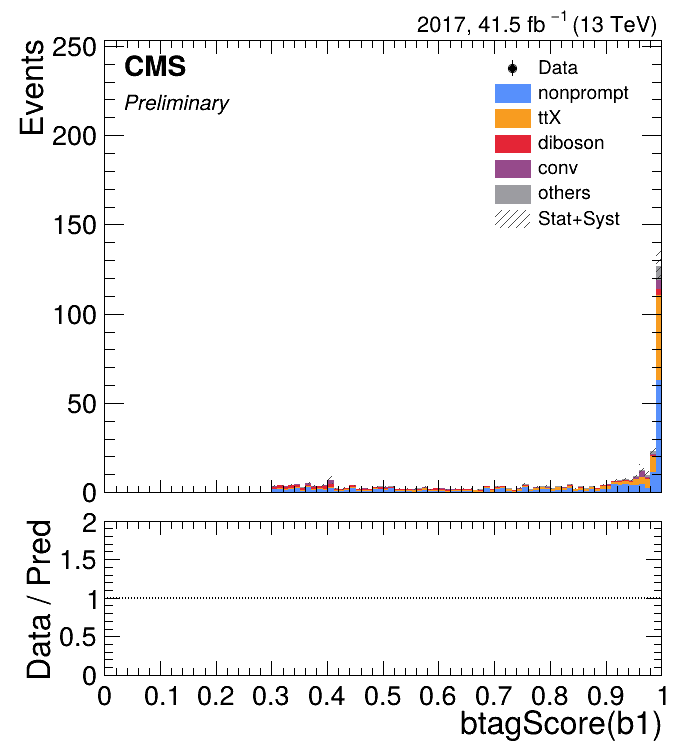 2017, 41.5 fb⁻¹ (13 TeV)
CMS
Preliminary
Events
250
200
150
100
50
0
Data
nonprompt
ttX
diboson
conv
others
Stat+Syst
Data / Pred
2
1.5
1
0.5
0
0 0.1 0.2 0.3 0.4 0.5 0.6 0.7 0.8 0.9 1
btagScore(b1)